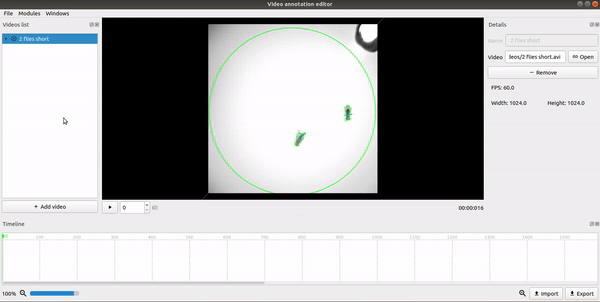 Video annotation editor
File Modules Windows
Videos list
2 flies short
+ Add video
0
00:00:016
Details
Name 2 flies short
Video leos/2 flies short.avi Open
− Remove
FPS: 60.0
Width: 1024.0 Height: 1024.0
Timeline
100 200 300 400 500 600 700 800 900 1000 1100 1200 1300 1400 1500
100%
Import Export